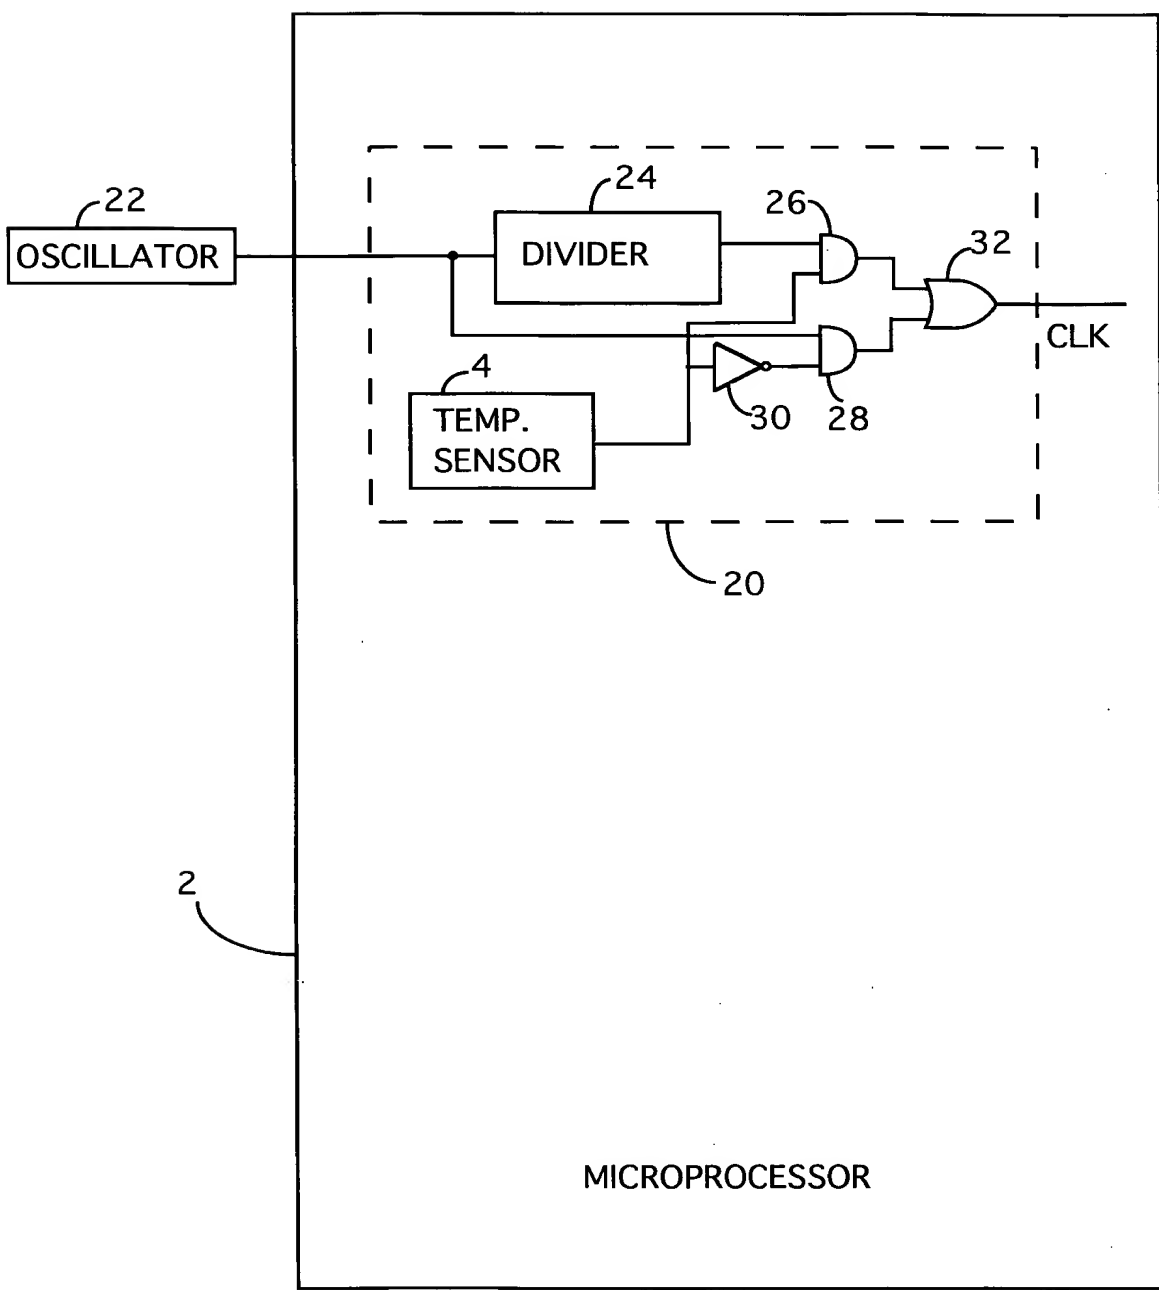 22
OSCILLATOR
24
DIVIDER
26
32
CLK
4
TEMP.
SENSOR
30
28
20
2
MICROPROCESSOR